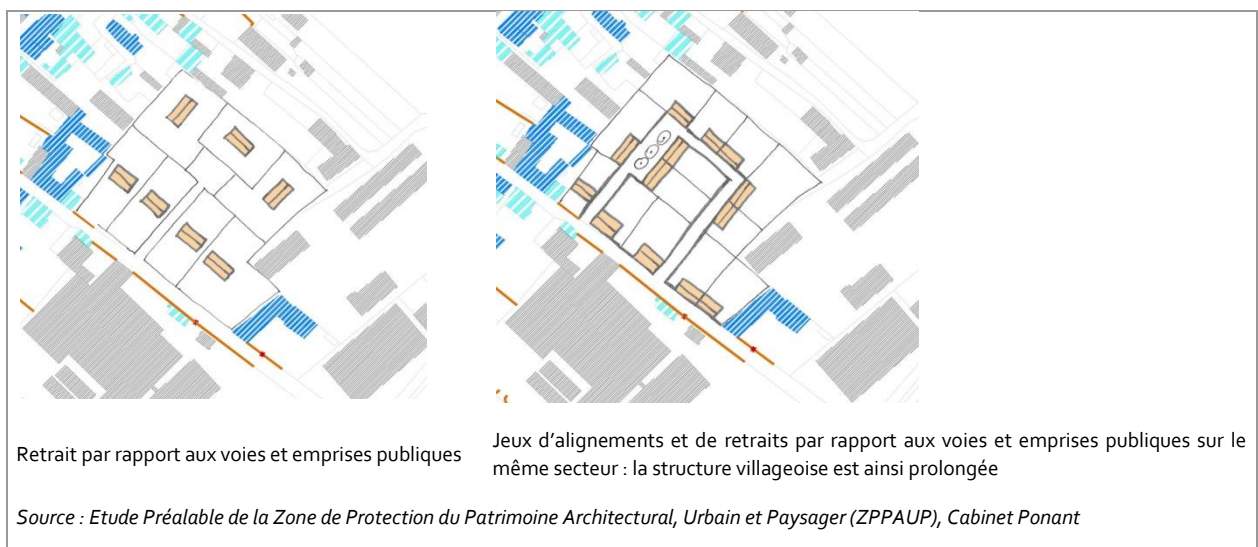 Retrait par rapport aux voies et emprises publiques
Jeux d’alignements et de retraits par rapport aux voies et emprises publiques sur le
même secteur : la structure villageoise est ainsi prolongée
Source : Etude Préalable de la Zone de Protection du Patrimoine Architectural, Urbain et Paysager (ZPPAUP), Cabinet Ponant